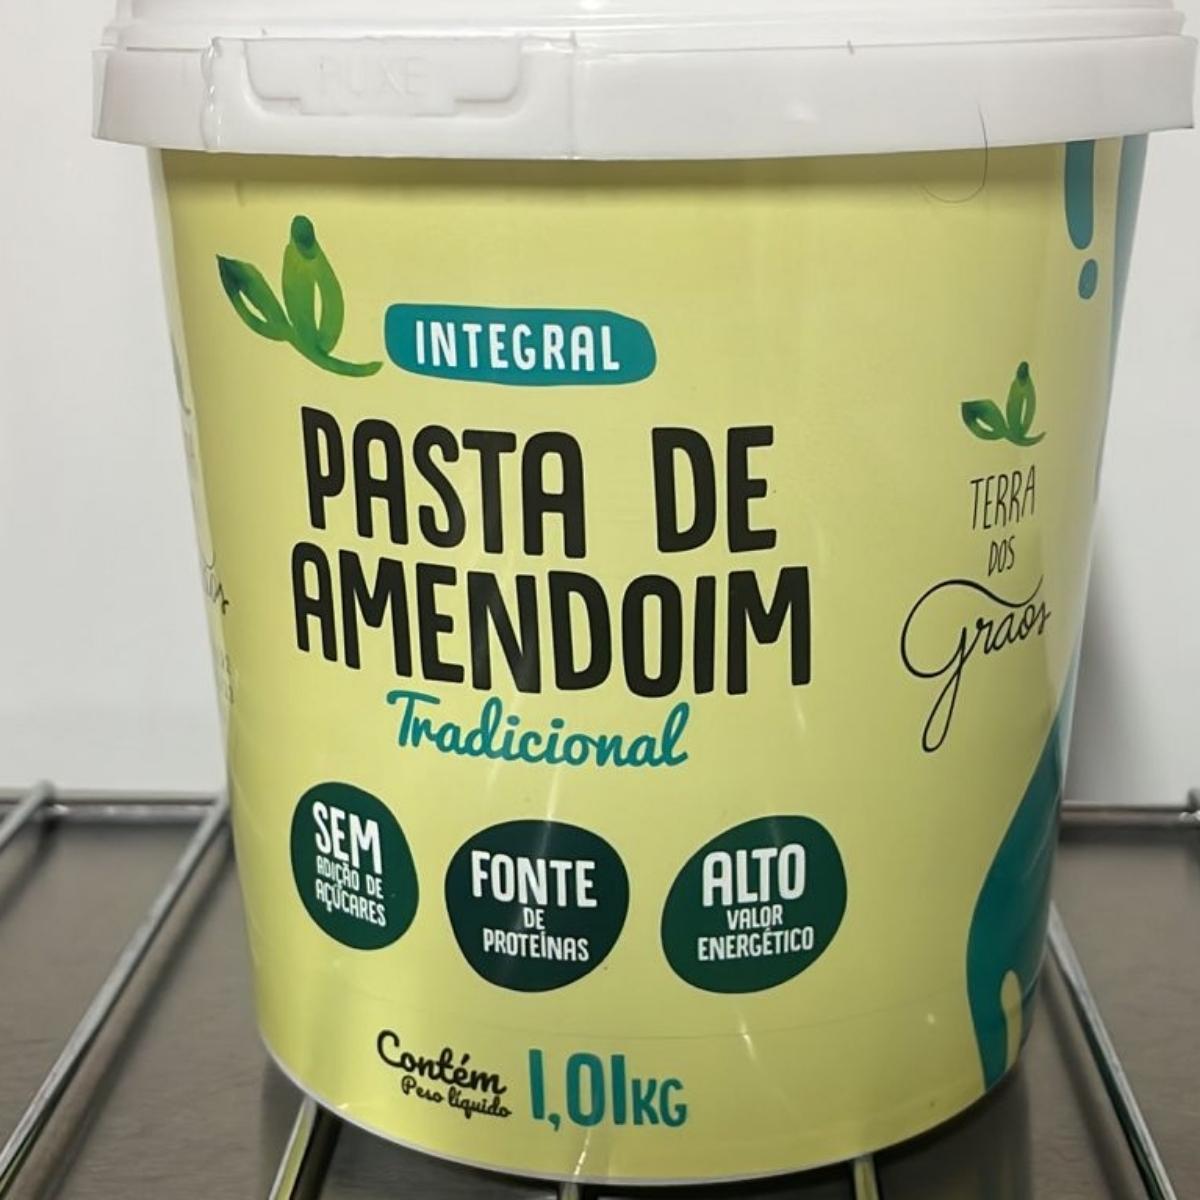 PUXE
INTEGRAL
PASTA DE
AMENDOIM
Tradicional
TERRA
DOS
Grãos
SEM
ADIÇÃO DE
AÇÚCARES
FONTE
DE
PROTEÍNAS
ALTO
VALOR
ENERGÉTICO
Contém
Peso líquido
1,01KG